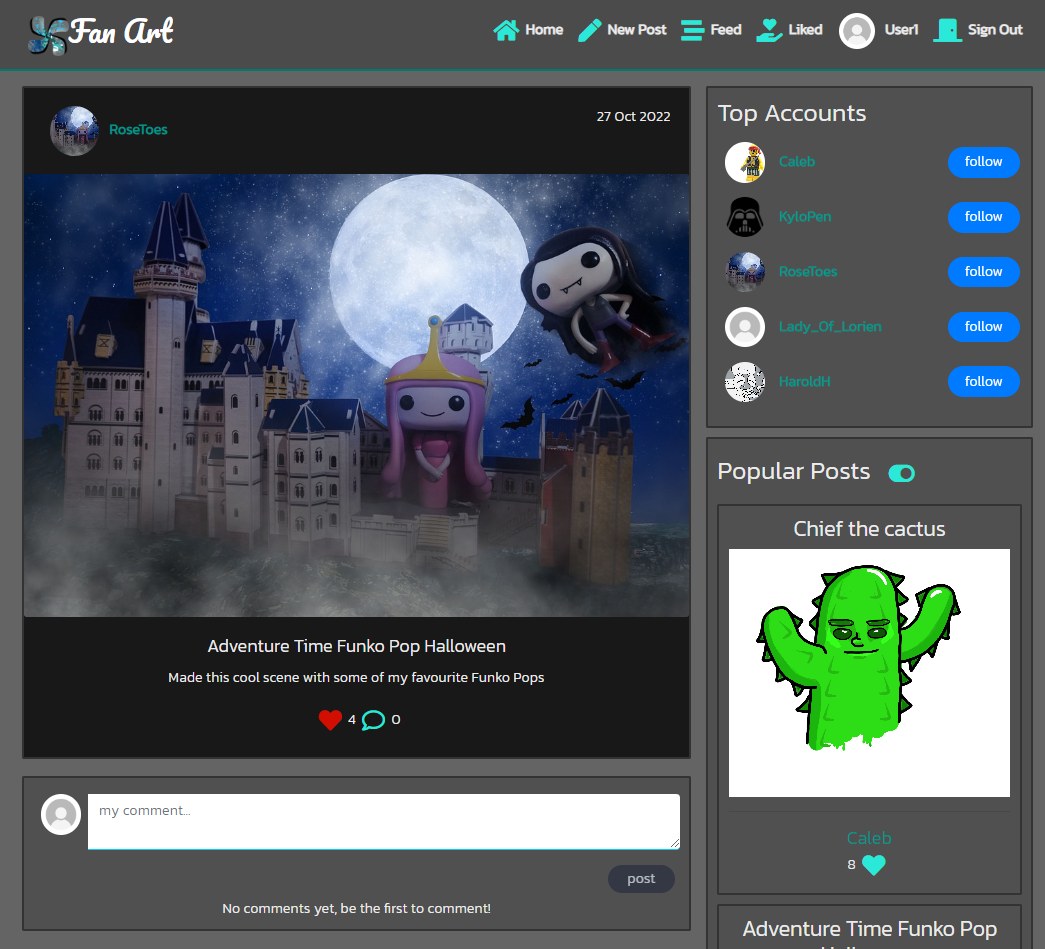 Fan Art
Home
New Post
Feed
Liked
User1
Sign Out
RoseToes
27 Oct 2022
Adventure Time Funko Pop Halloween
Made this cool scene with some of my favourite Funko Pops
4
0
my comment...
post
No comments yet, be the first to comment!
Top Accounts
Caleb
follow
KyloPen
follow
RoseToes
follow
Lady_Of_Lorien
follow
HaroldH
follow
Popular Posts
Chief the cactus
Caleb
8
Adventure Time Funko Pop